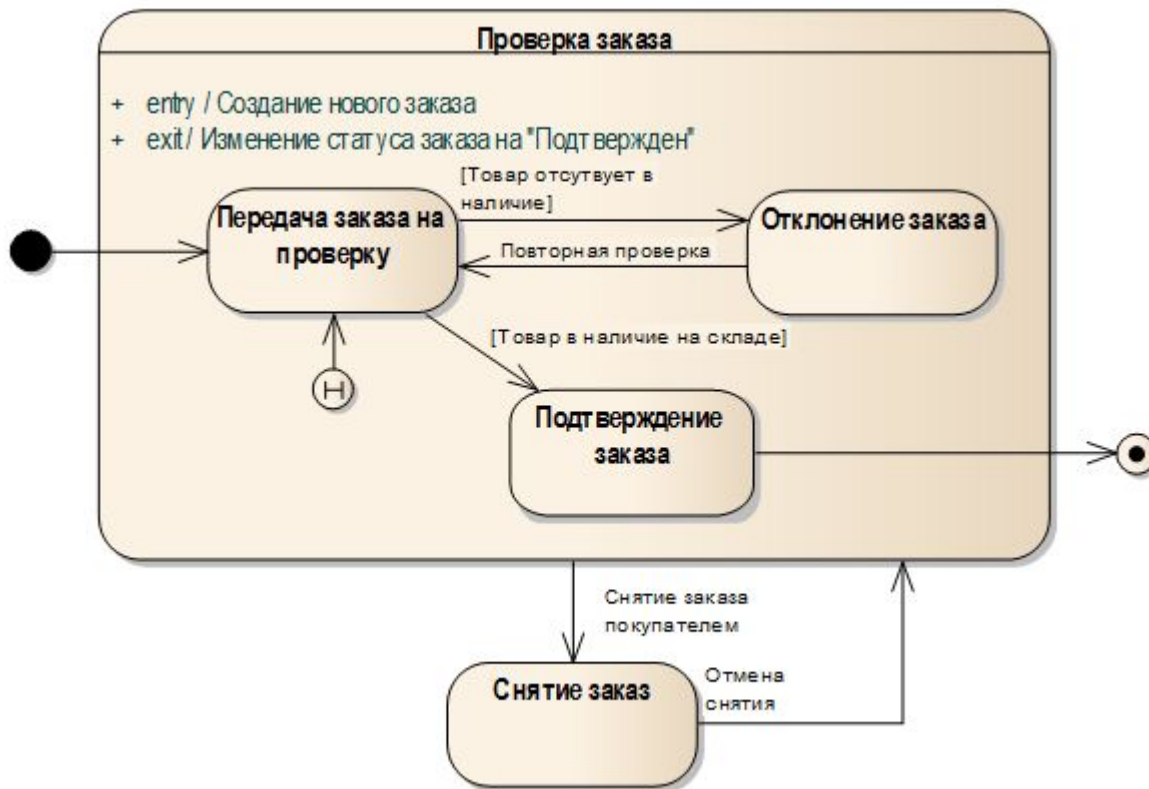 Проверка заказа
+ entry / Создание нового заказа
+ exit / Изменение статуса заказа на "Подтвержден"
[Товар отсутвует в
наличие]
Передача заказа на
проверку
Отклонение заказа
Повторная проверка
[Товар в наличие на складе]
H
Подтверждение
заказа
Снятие заказа
покупателем
Снятие заказ
Отмена
снятия